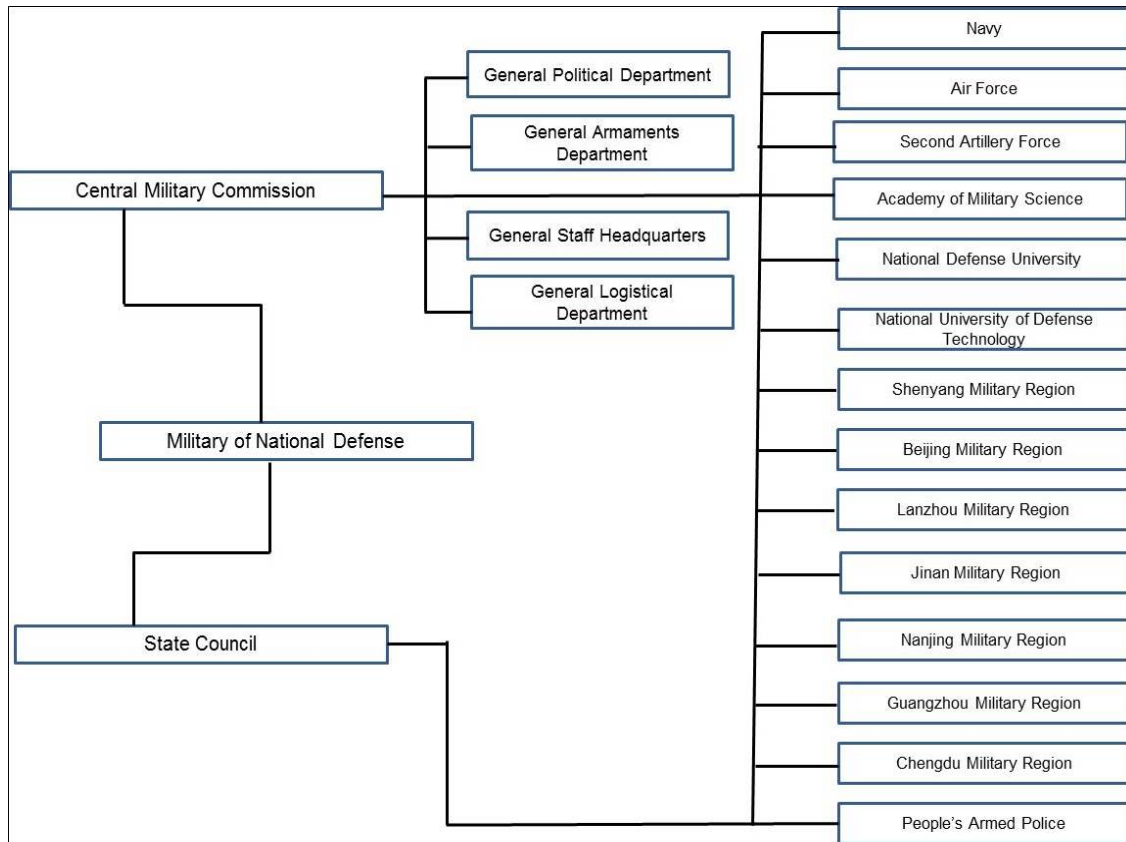 Central Military Commission
Military of National Defense
State Council
General Political Department
General Armaments
Department
General Staff Headquarters
General Logistical
Department
Navy
Air Force
Second Artillery Force
Academy of Military Science
National Defense University
National University of Defense
Technology
Shenyang Military Region
Beijing Military Region
Lanzhou Military Region
Jinan Military Region
Nanjing Military Region
Guangzhou Military Region
Chengdu Military Region
People's Armed Police